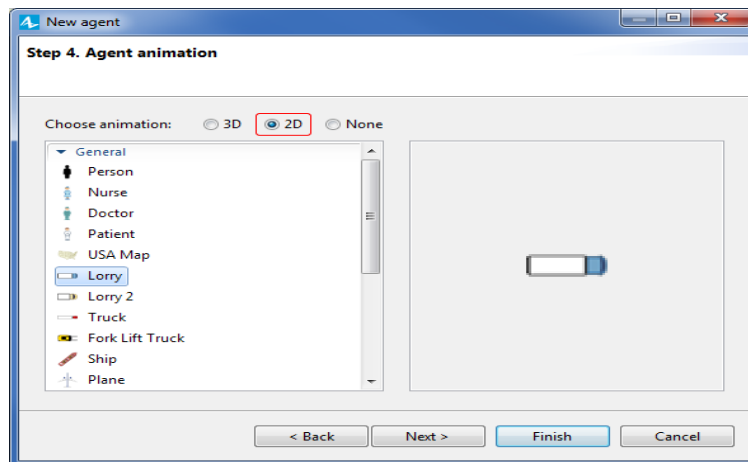 New agent
Step 4. Agent animation
Choose animation: 3D 2D None
General
Person
Nurse
Doctor
Patient
USA Map
Lorry
Lorry 2
Truck
Fork Lift Truck
Ship
Plane
< Back Next > Finish Cancel